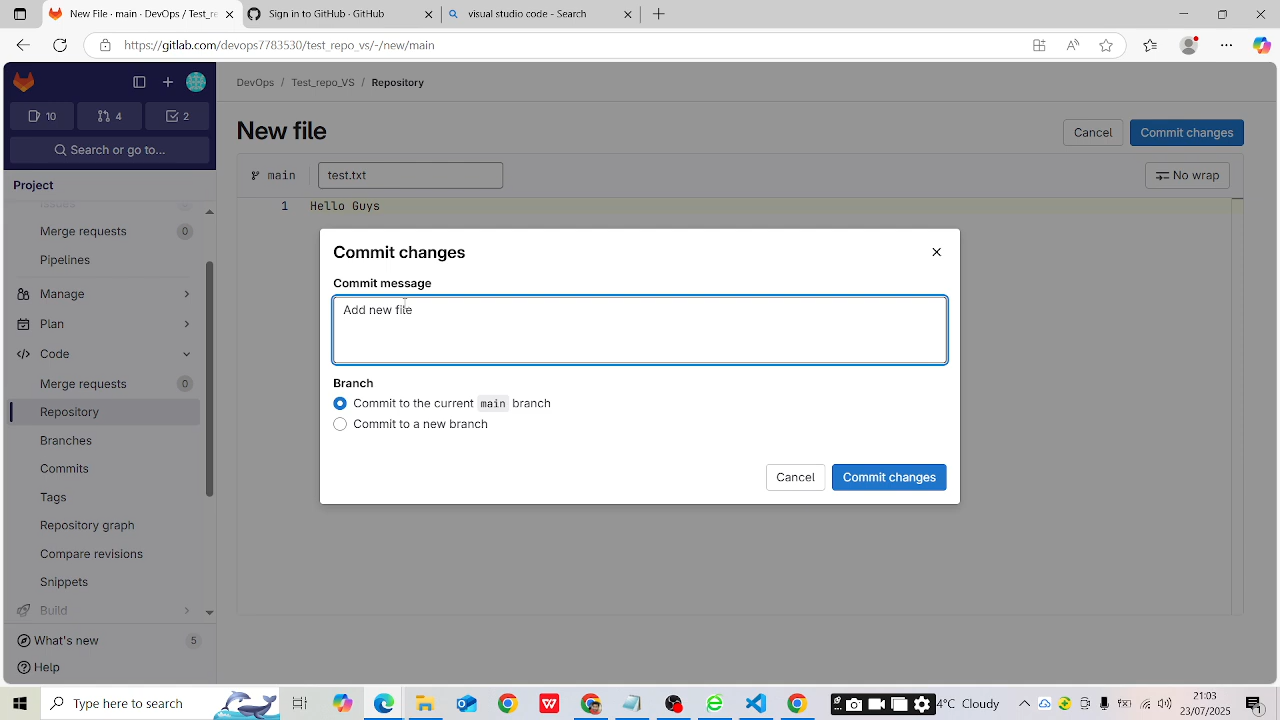 New File · main · DevOps / Test_re
Sign in to GitHub · GitHub
visual studio code - Search
https://gitlab.com/devops7783530/test_repo_vs/-/new/main
10
4
2
Search or go to...
DevOps / Test_repo_VS / Repository
New file
Cancel
Commit changes
Project
main
test.txt
No wrap
1 Hello Guys
Issues 0
Merge requests 0
Pipelines
Manage
Plan
Code
Merge requests 0
Repository
Branches
Commits
Tags
Repository graph
Compare revisions
Snippets
Build
What's new 5
Help
Commit changes
Commit message
Add new file
Branch
Commit to the current main branch
Commit to a new branch
Cancel
Commit changes
Type here to search
4°C Cloudy
21:03
23/07/2025